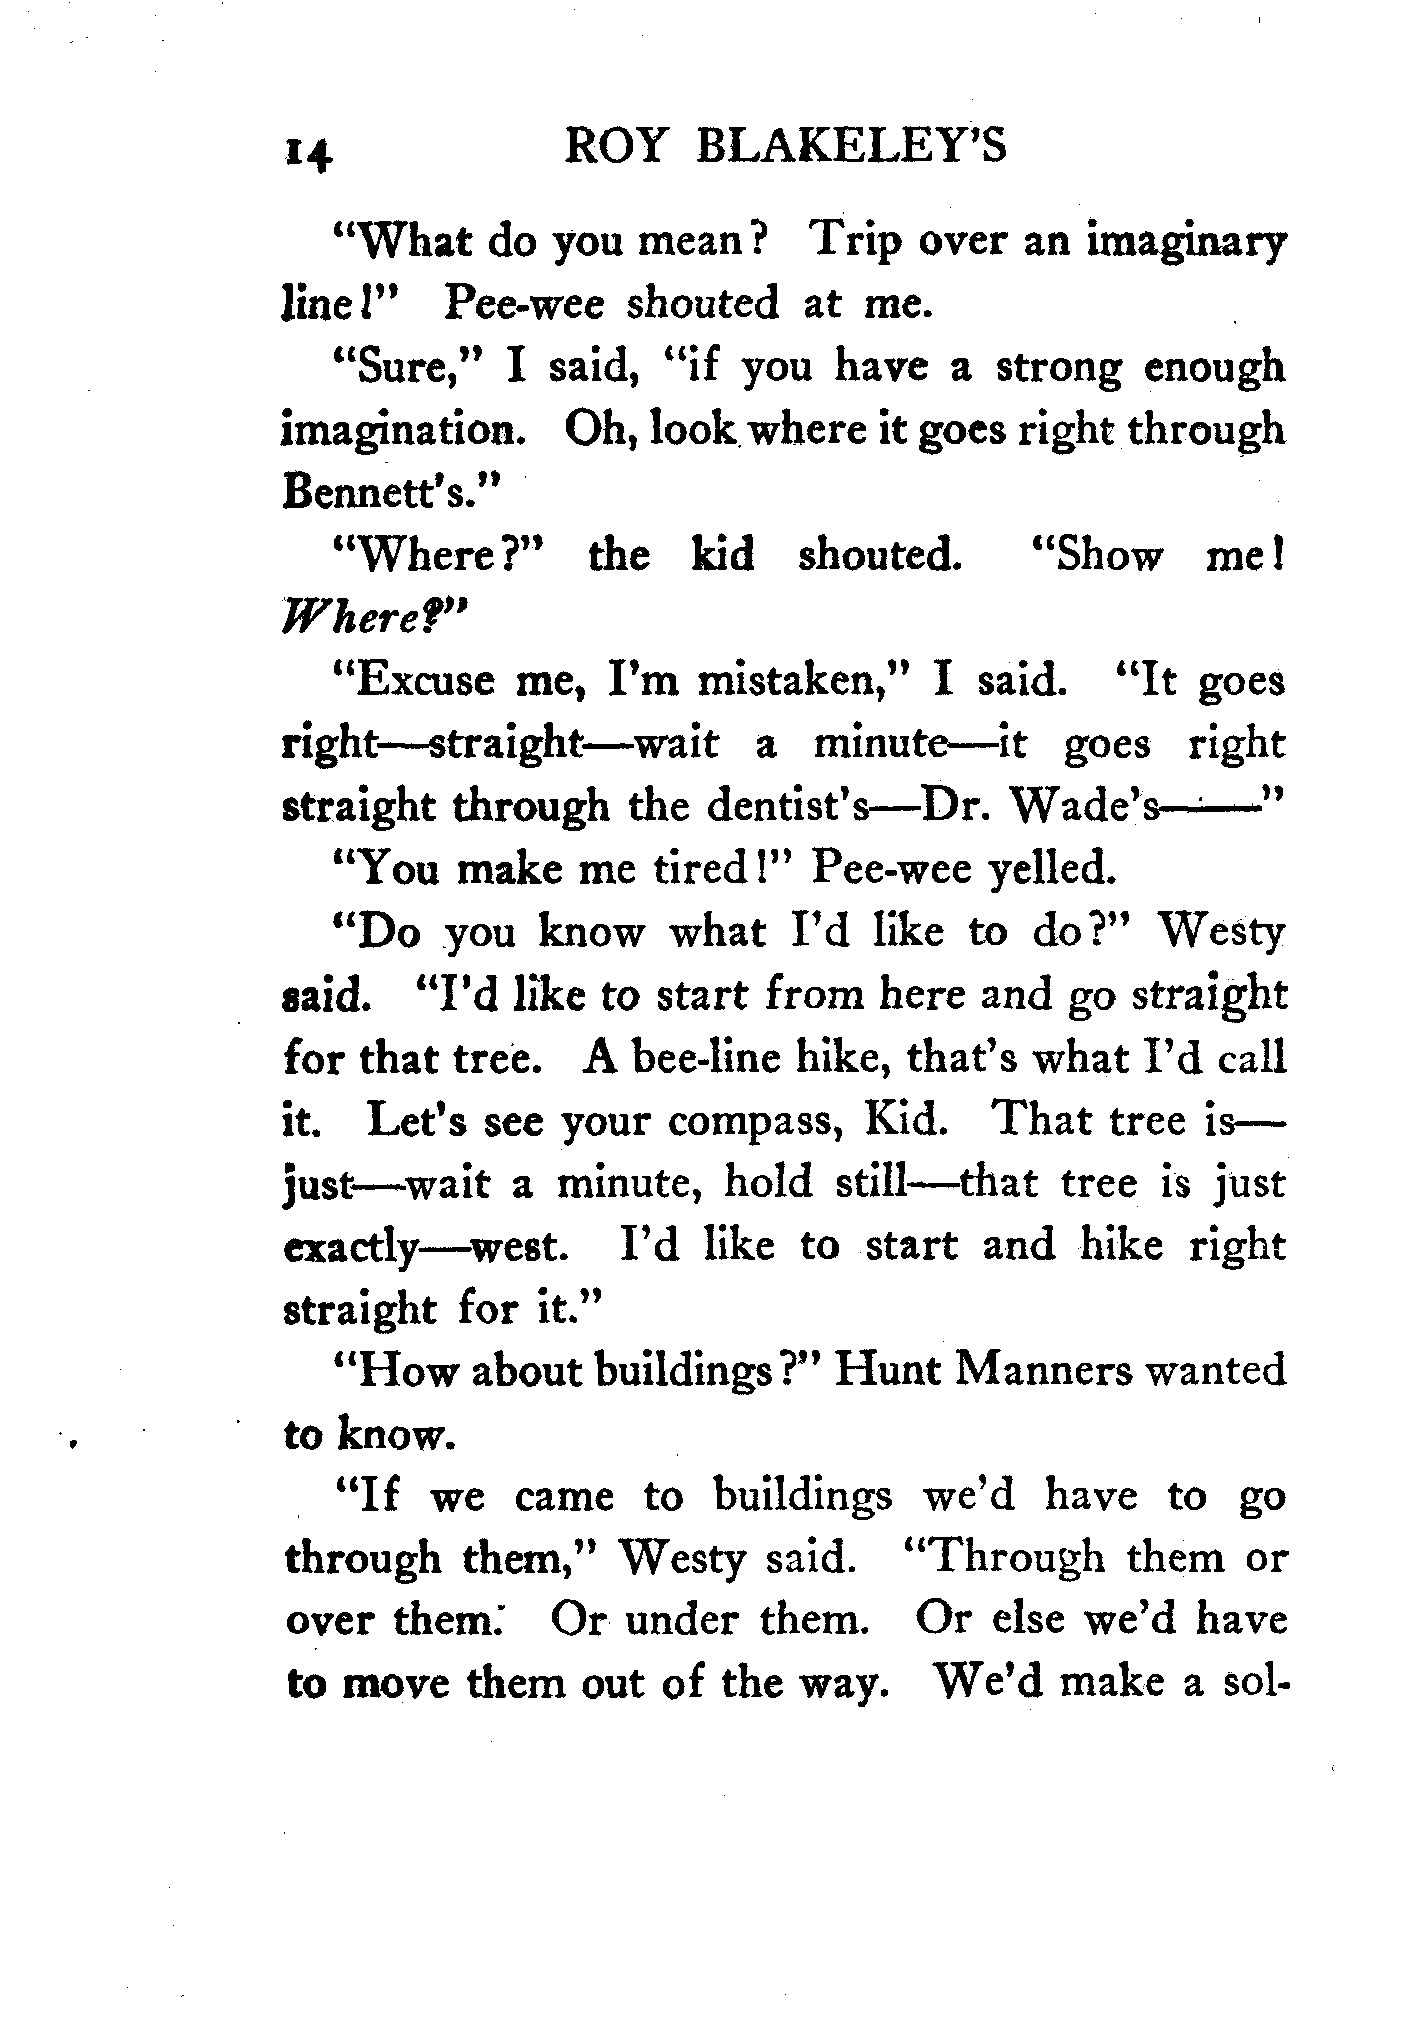 14 ROY BLAKELEY'S
"What do you mean? Trip over an imaginary
line!" Pee-wee shouted at me.
"Sure," I said, "if you have a strong enough
imagination. Oh, look where it goes right through
Bennett's."
"Where?" the kid shouted. "Show me!
Where?"
"Excuse me, I'm mistaken," I said. "It goes
right—straight—wait a minute—it goes right
straight through the dentist's—Dr. Wade's——"
"You make me tired!" Pee-wee yelled.
"Do you know what I'd like to do?" Westy
said. "I'd like to start from here and go straight
for that tree. A bee-line hike, that's what I'd call
it. Let's see your compass, Kid. That tree is—
just—wait a minute, hold still—that tree is just
exactly—west. I'd like to start and hike right
straight for it."
"How about buildings?" Hunt Manners wanted
to know.
"If we came to buildings we'd have to go
through them," Westy said. "Through them or
over them. Or under them. Or else we'd have
to move them out of the way. We'd make a sol-